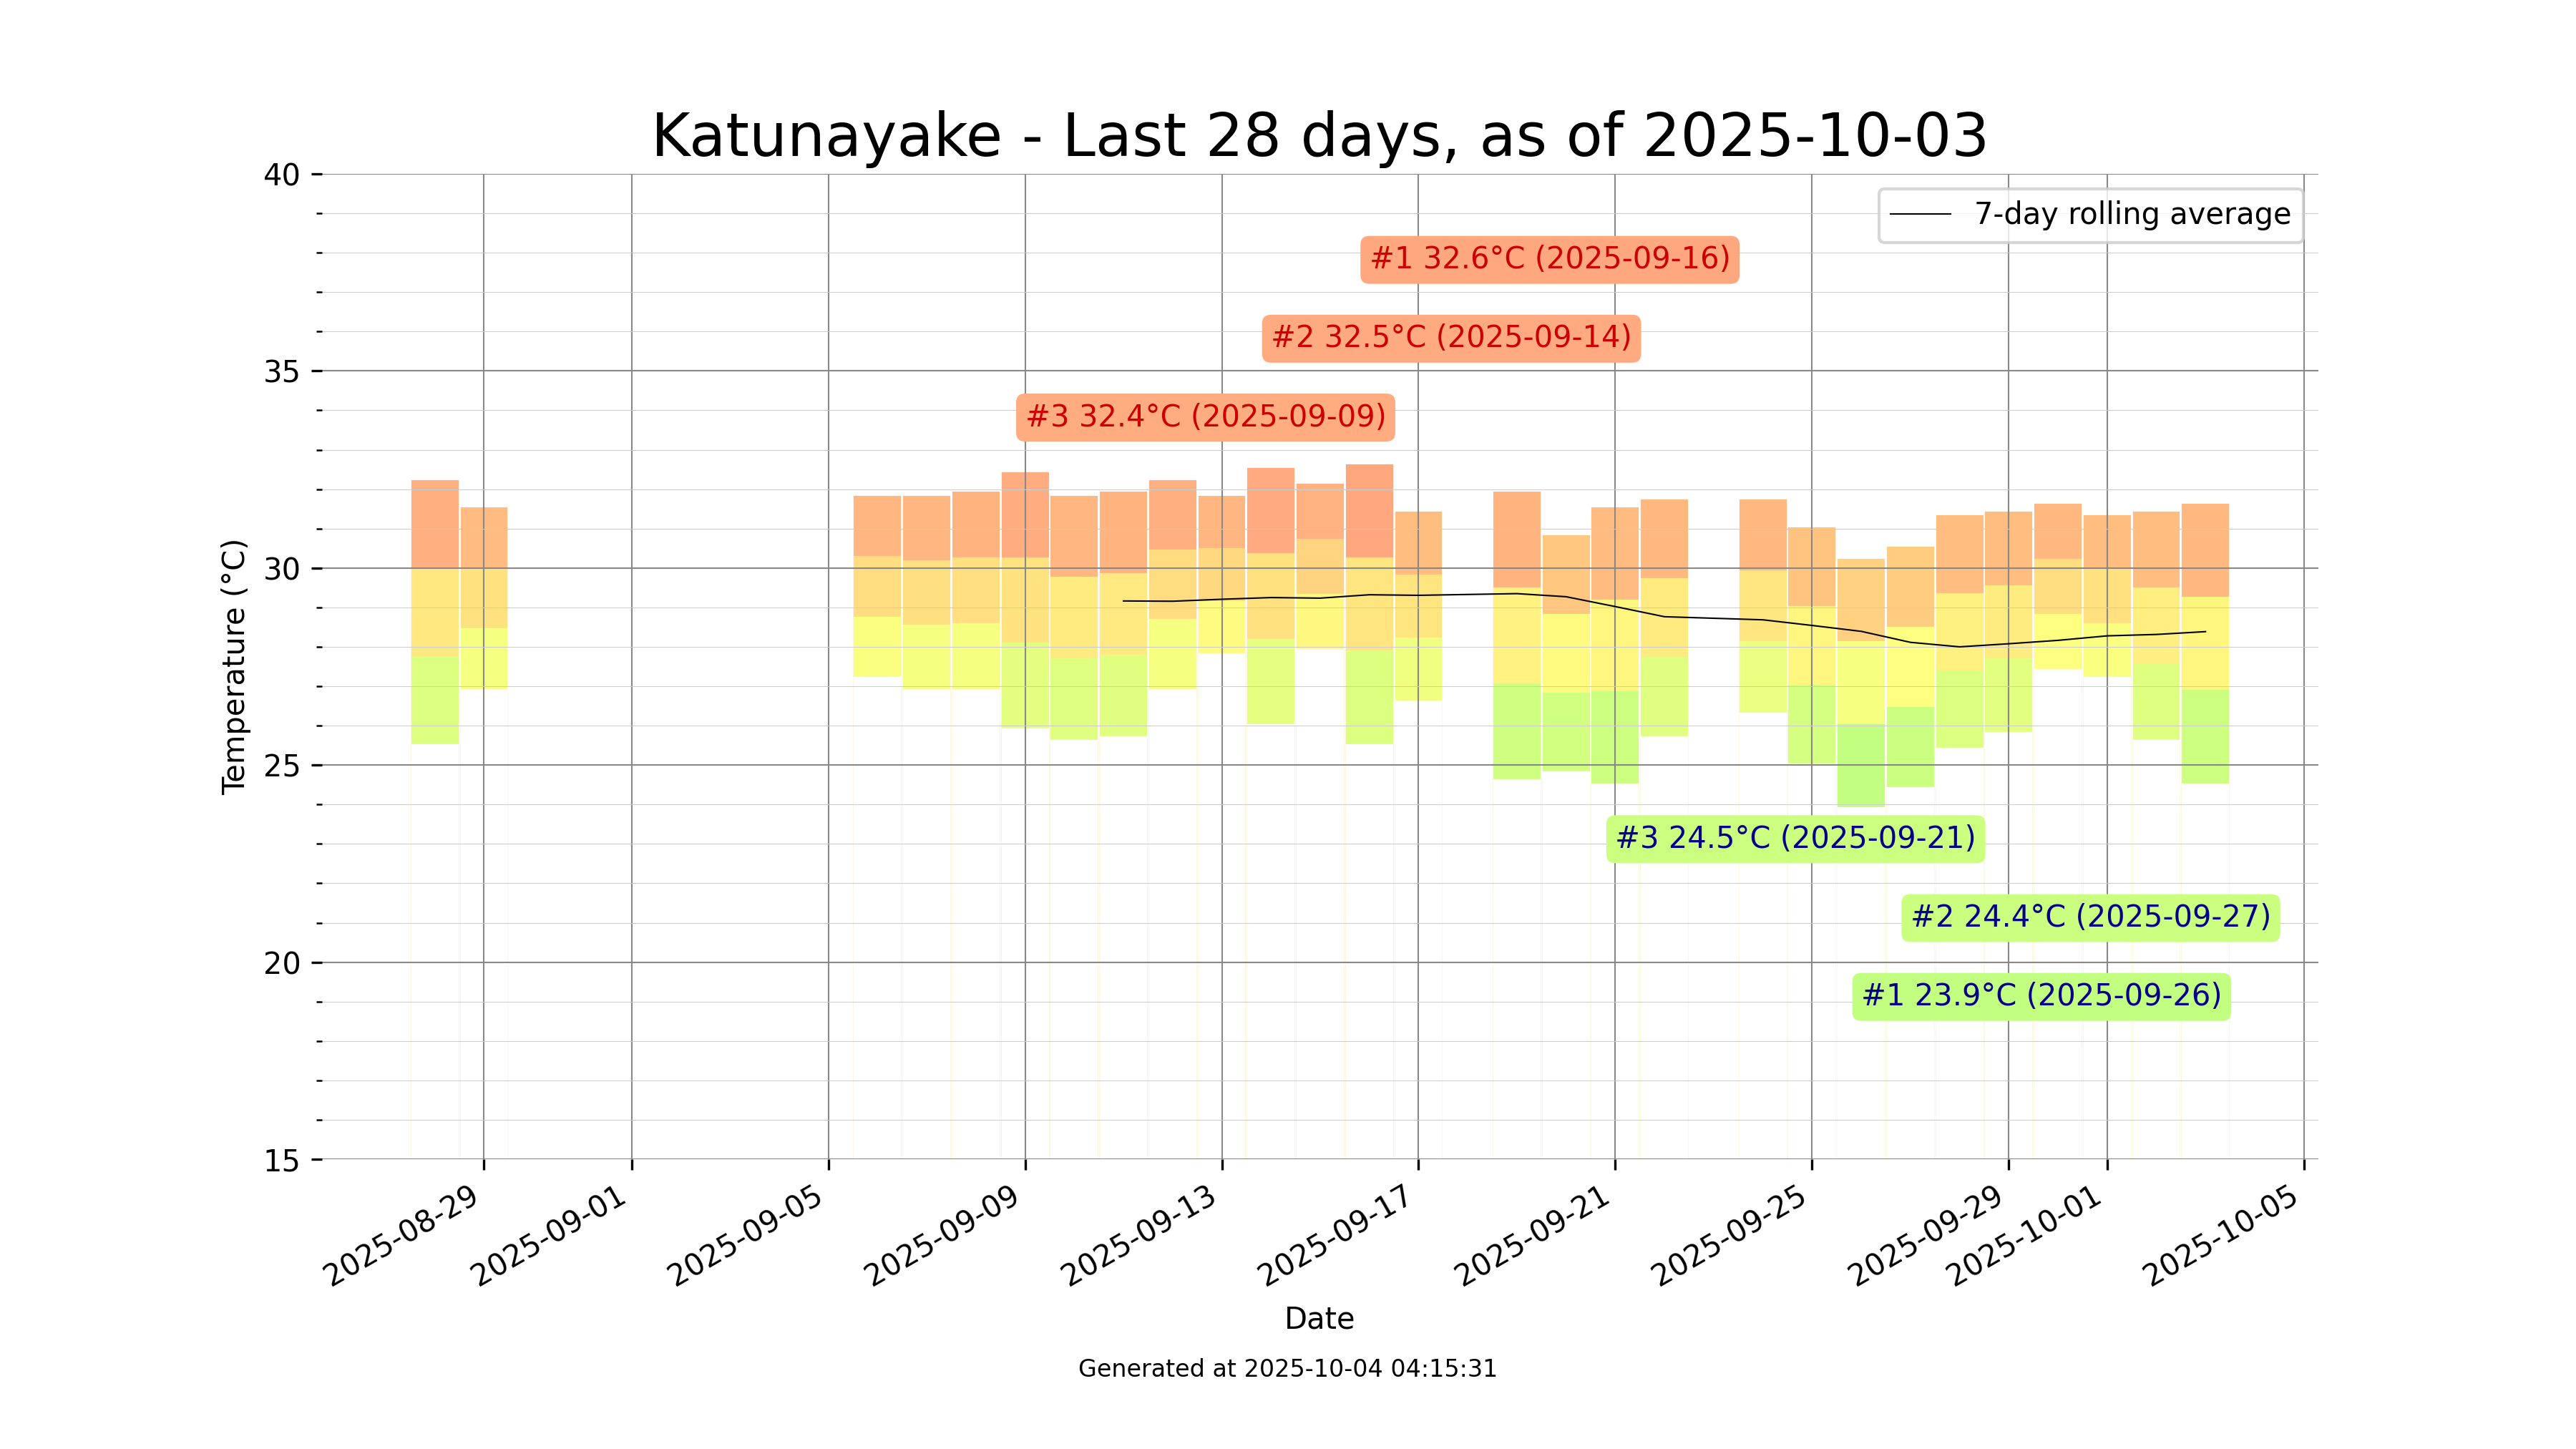 Katunayake - Last 28 days, as of 2025-10-03
40
7-day rolling average
#1 32.6°C (2025-09-16)
#2 32.5°C (2025-09-14)
35
#3 32.4°C (2025-09-09)
30
Temperature (°C)
25
#3 24.5°C (2025-09-21)
#2 24.4°C (2025-09-27)
20
#1 23.9°C (2025-09-26)
15
2025-08-29
2025-09-01
2025-09-05
2025-09-09
2025-09-13
2025-09-17
2025-09-21
2025-09-25
2025-09-29
2025-10-01
2025-10-05
Date
Generated at 2025-10-04 04:15:31